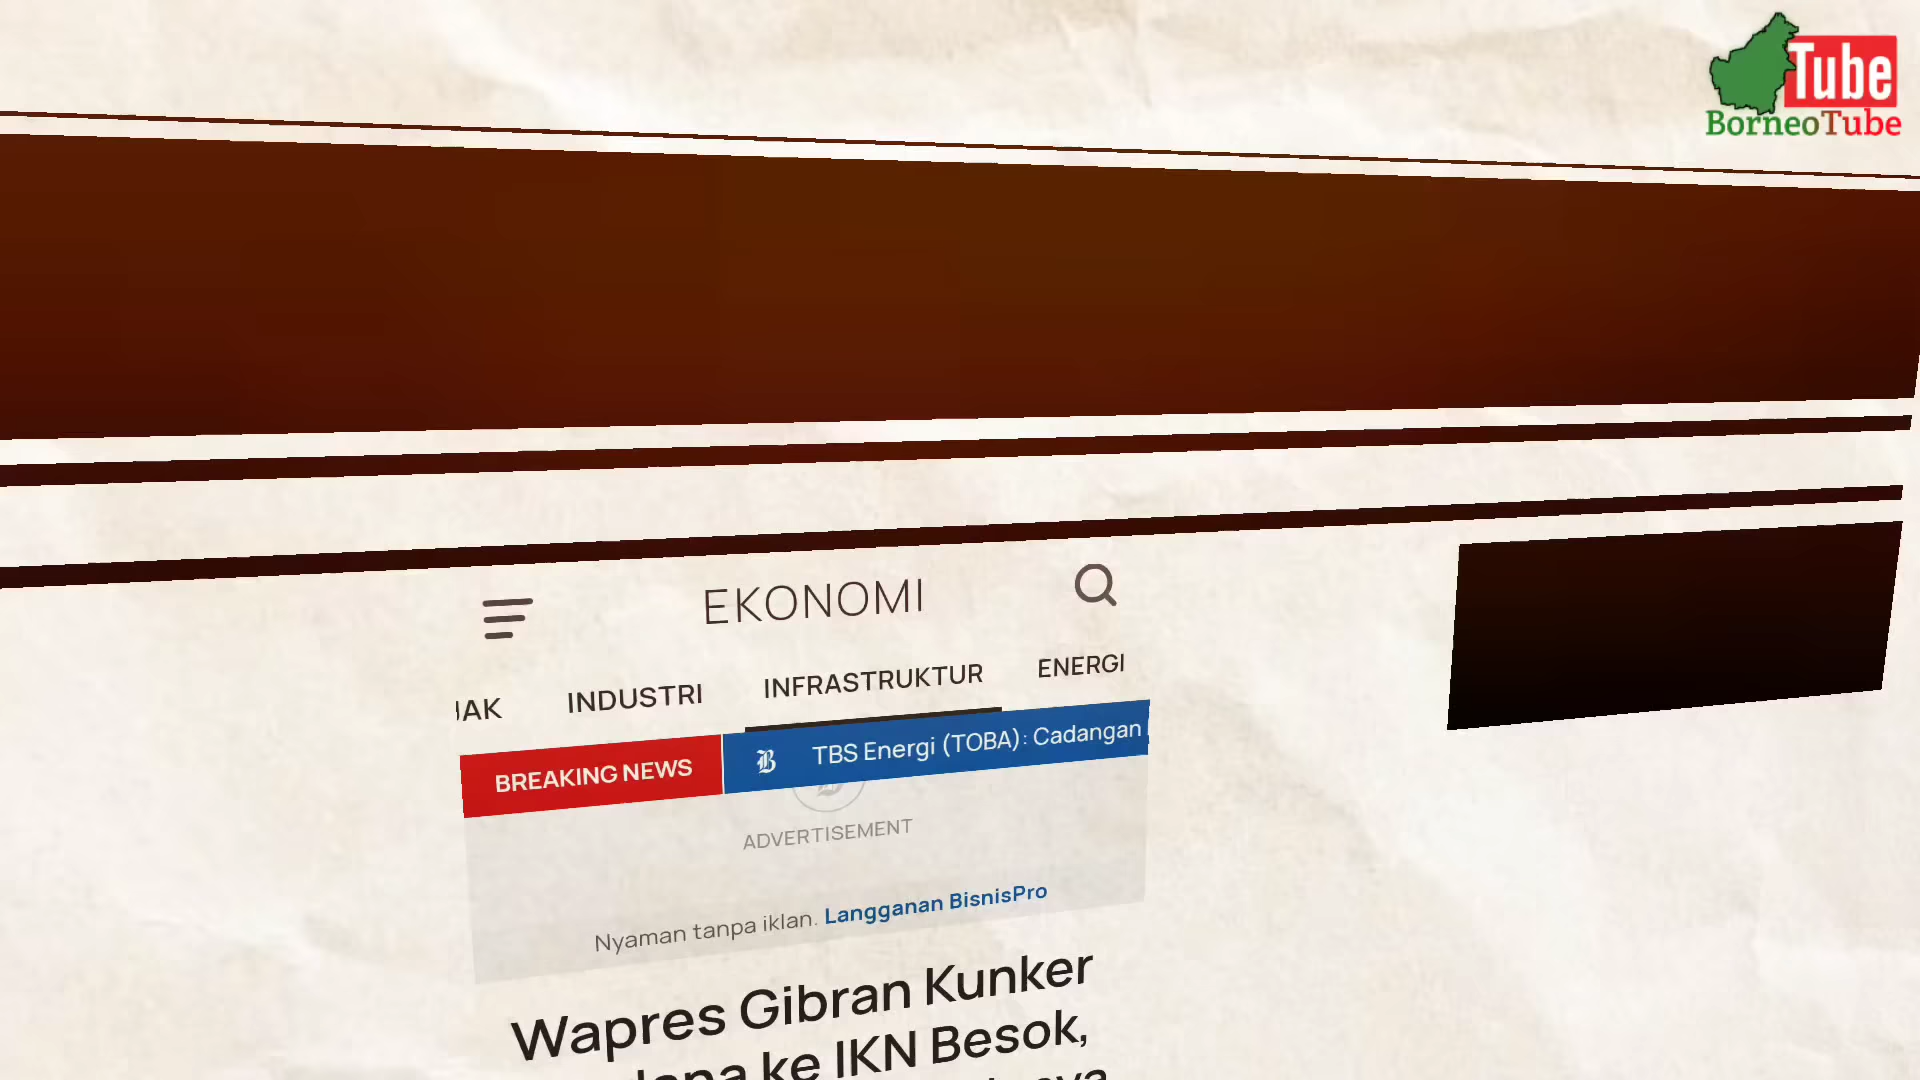 Tube
BorneoTube
EKONOMI
INDUSTRI INFRASTRUKTUR ENERGI
BREAKING NEWS TBS Energi (TOBA): Cadangan
ADVERTISEMENT
Nyaman tanpa iklan. Langganan BisnisPro
Wapres Gibran Kunker
ke IKN Besok,